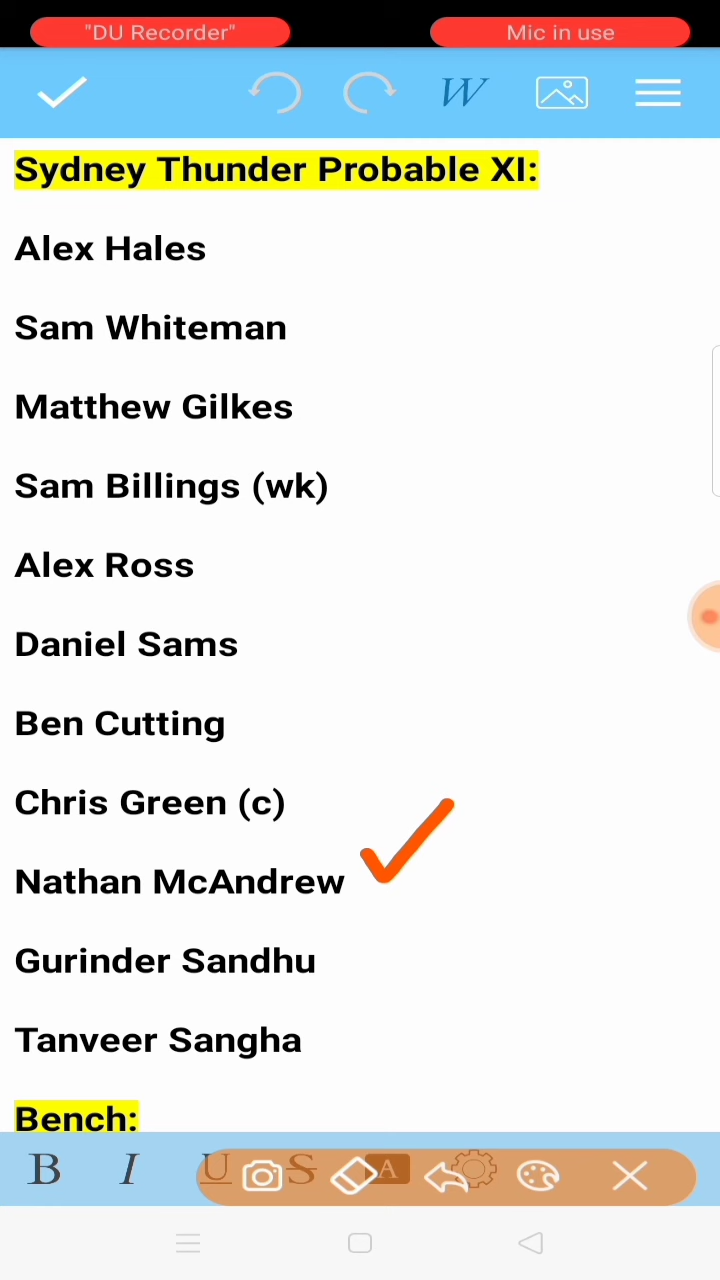 "DU Recorder" Mic in use
W
Sydney Thunder Probable XI:
Alex Hales
Sam Whiteman
Matthew Gilkes
Sam Billings (wk)
Alex Ross
Daniel Sams
Ben Cutting
Chris Green (c)
Nathan McAndrew
Gurinder Sandhu
Tanveer Sangha
Bench:
B I U S A